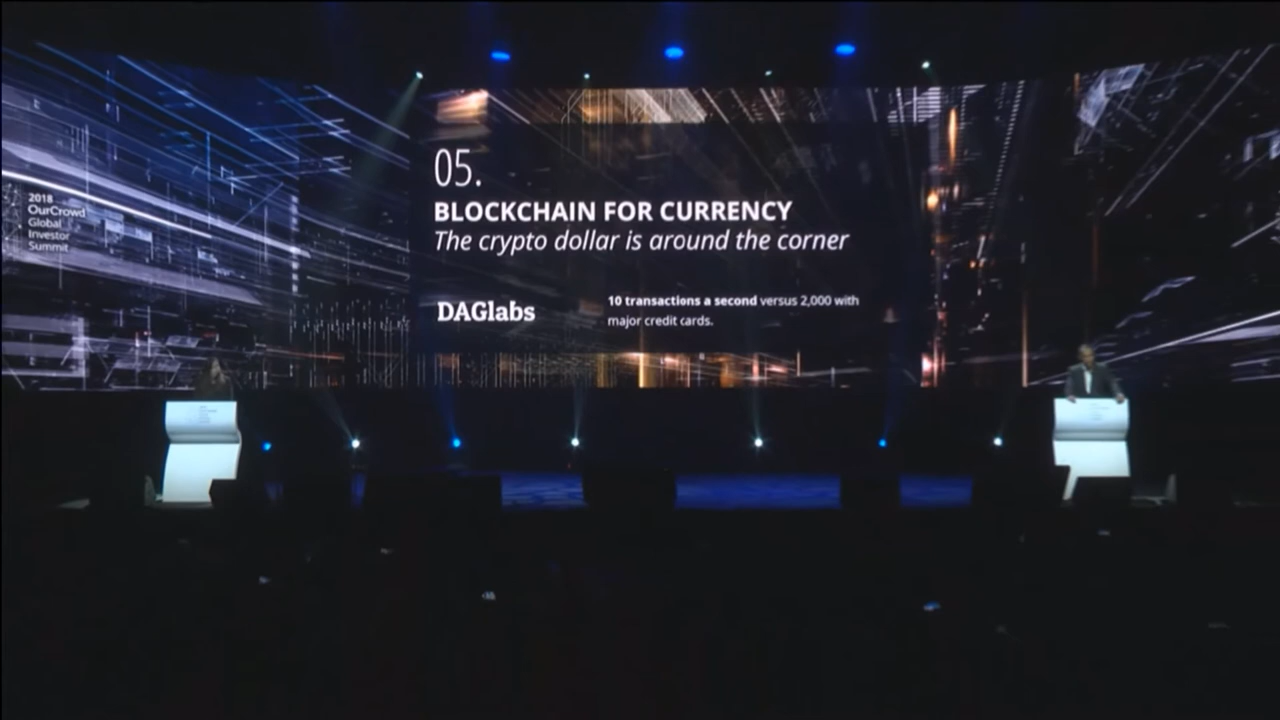 2018
OurCrowd
Global
Investor
Summit
05.
BLOCKCHAIN FOR CURRENCY
The crypto dollar is around the corner
DAGlabs
10 transactions a second versus 2,000 with
major credit cards.